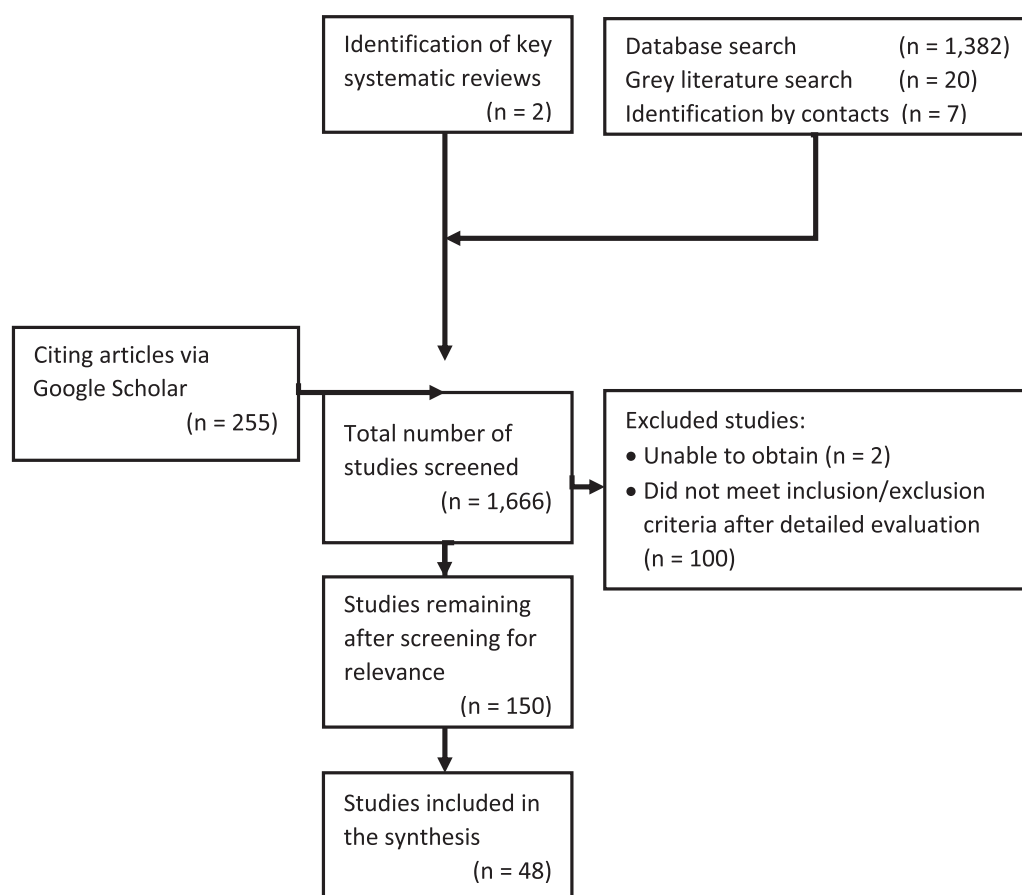 Identification of key
systematic reviews
(n = 2)
Database search (n = 1,382)
Grey literature search (n = 20)
Identification by contacts (n = 7)
Citing articles via
Google Scholar
(n = 255)
Total number of
studies screened
(n = 1,666)
Excluded studies:
• Unable to obtain (n = 2)
• Did not meet inclusion/exclusion
criteria after detailed evaluation
(n = 100)
Studies remaining
after screening for
relevance
(n = 150)
Studies included in
the synthesis
(n = 48)